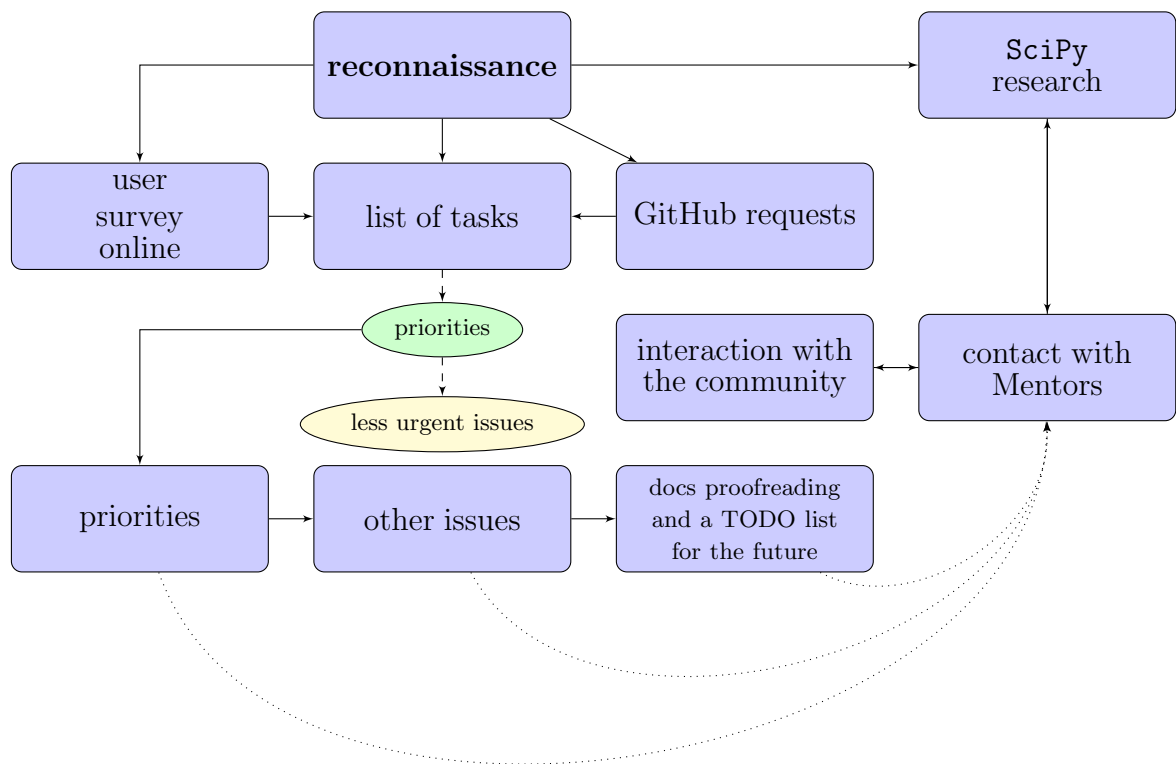 reconnaissance
SciPy
research
user
survey
online
list of tasks
GitHub requests
priorities
interaction with
the community
contact with
Mentors
less urgent issues
priorities
other issues
docs proofreading
and a TODO list
for the future